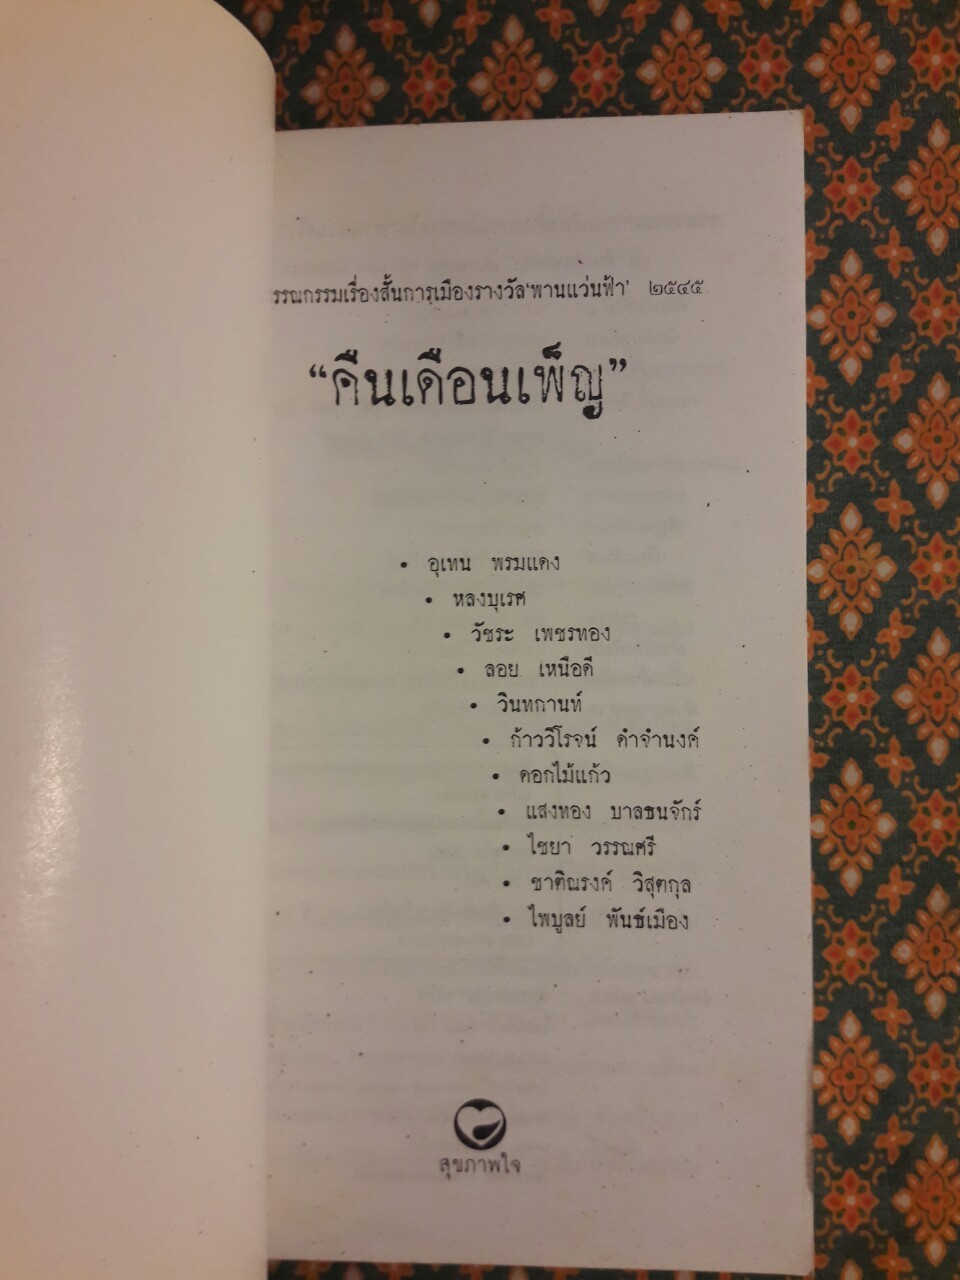 รรณกรรมเรื่องสั้นการเมืองรางวัล‘พานแว่นฟ้า’ ๒๕๔๕
“คืนเดือนเพ็ญ”
• อุเทน พรมแดง
• หลงบุเรศ
• วัชระ เพชรทอง
• ลอย เหนือดี
• วินทกานท์
• ก้าววิโรจน์ ดำจำนงค์
• ดอกไม้แก้ว
• แสงทอง บาลธนจักร์
• ไชยา วรรณศรี
• ชาติณรงค์ วิสุตกุล
• ไพบูลย์ พันธ์เมือง
สุขภาพใจ